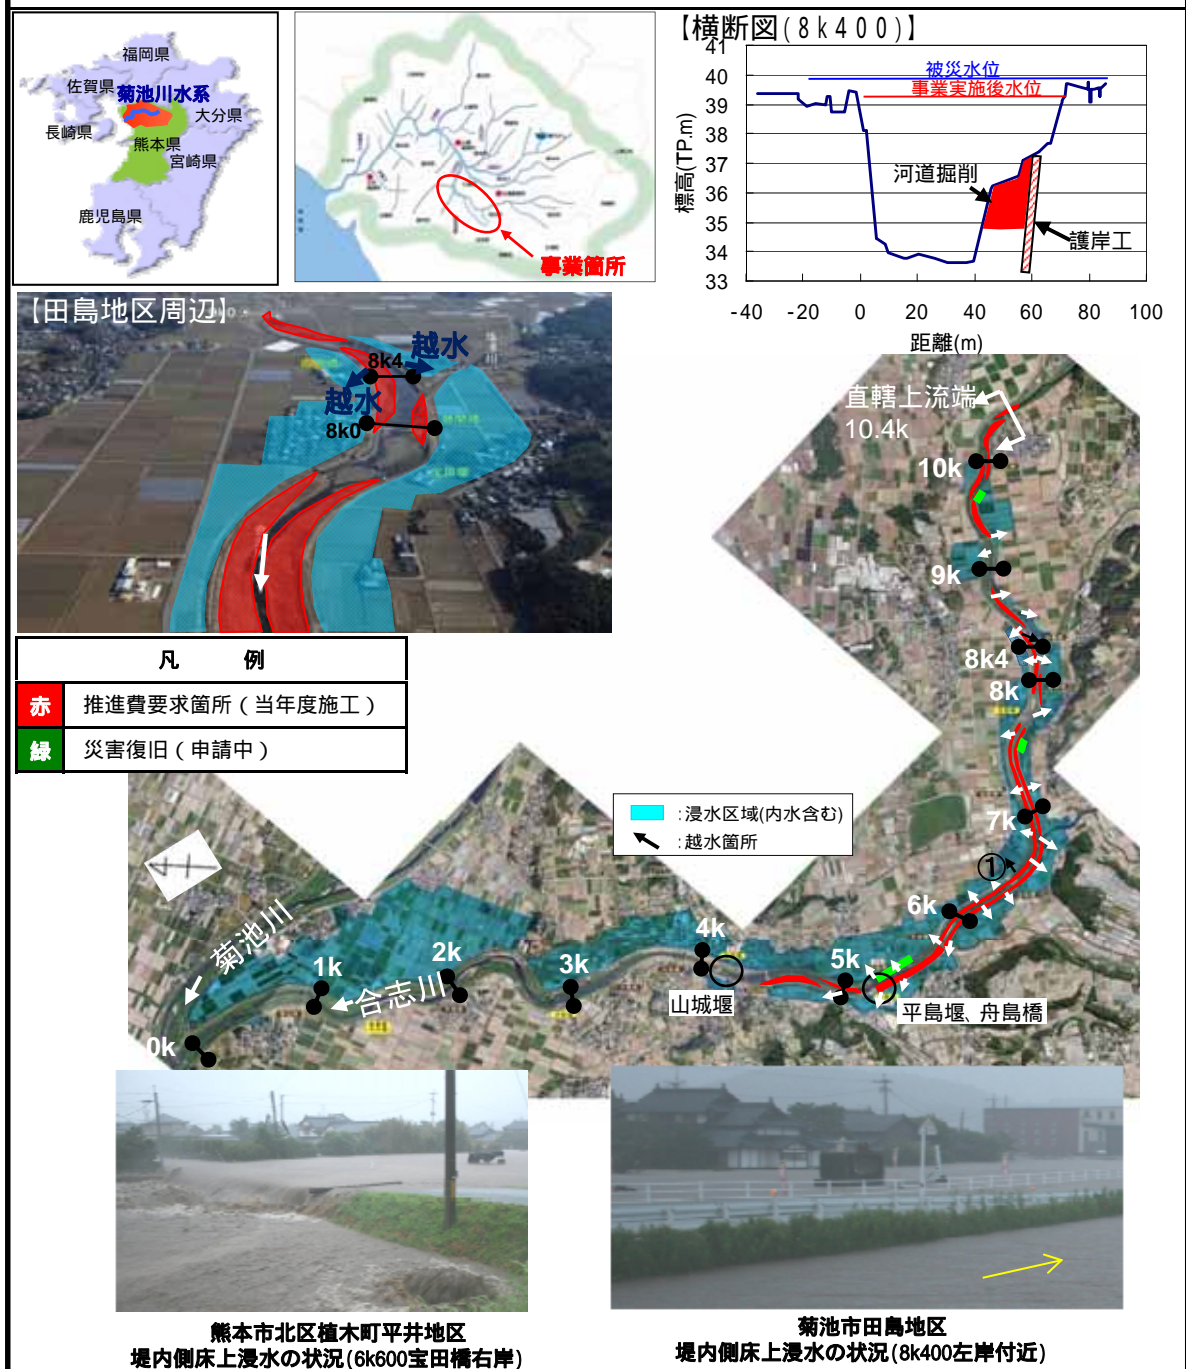 福岡県
佐賀県
菊池川水系
大分県
長崎県
熊本県
宮崎県
鹿児島県
事業箇所
【横断図(8k400)】
被災水位
事業実施後水位
河道掘削
護岸工
標高(TP.m)
41
40
39
38
37
36
35
34
33
-40 -20 0 20 40 60 80 100
距離(m)
【田島地区周辺】
越水
8k4
越水
8k0
直轄上流端
10.4k
10k
9k
8k4
8k
7k
①
6k
5k
4k
3k
2k
1k
0k
凡 例
赤 推進費要求箇所（当年度施工）
緑 災害復旧（申請中）
:浸水区域(内水含む)
:越水箇所
菊池川
合志川
山城堰
平島堰、舟島橋
熊本市北区植木町平井地区
堤内側床上浸水の状況(6k600宝田橋右岸)
菊池市田島地区
堤内側床上浸水の状況(8k400左岸付近)